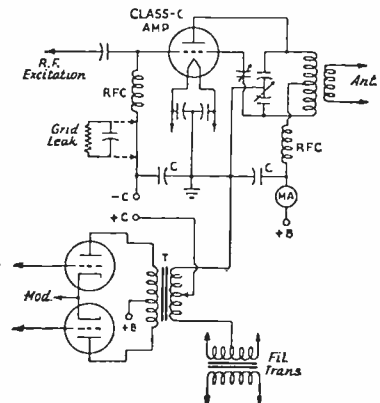 CLASS-C
AMP
R.F.
Excitation
RFC
Ant.
Grid
Leak
RFC
C
C
-C
+C
MA
+B
T
Mod.
+B
Fil
Trans